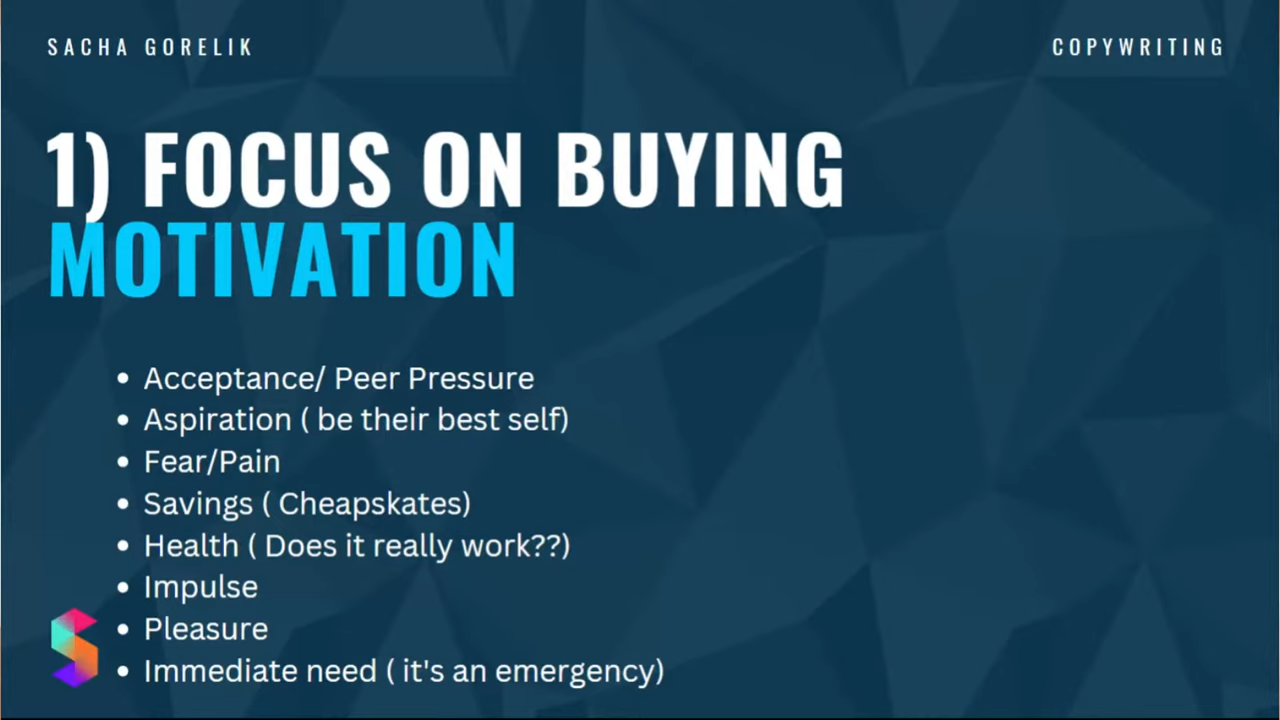 SACHA GORELIK
COPYWRITING
1) FOCUS ON BUYING
MOTIVATION
• Acceptance/ Peer Pressure
• Aspiration ( be their best self)
• Fear/Pain
• Savings ( Cheapskates)
• Health ( Does it really work??)
• Impulse
• Pleasure
• Immediate need ( it's an emergency)